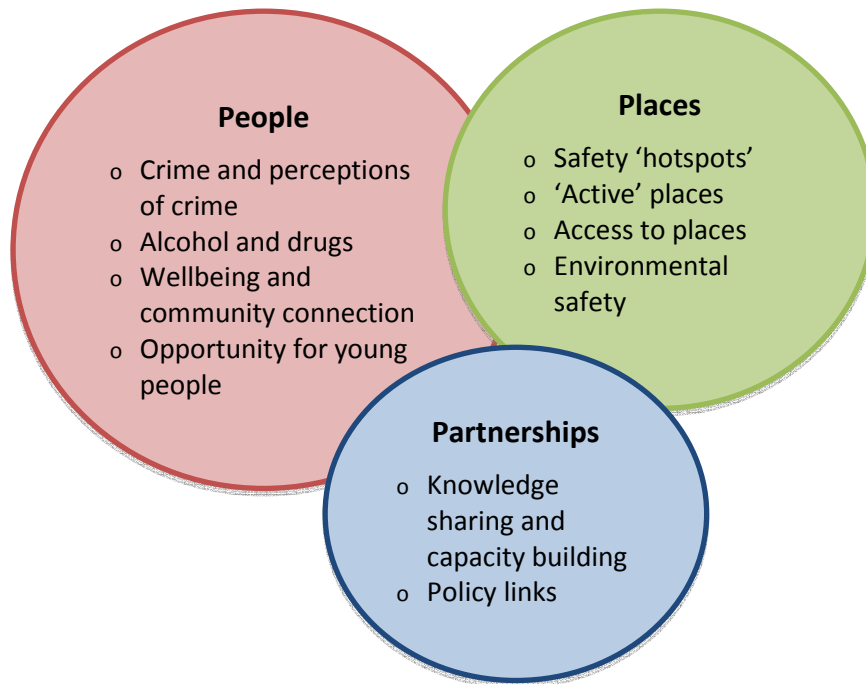 People
o Crime and perceptions
of crime
o Alcohol and drugs
o Wellbeing and
community connection
o Opportunity for young
people
Places
o Safety ‘hotspots’
o ‘Active’ places
o Access to places
o Environmental
safety
Partnerships
o Knowledge
sharing and
capacity building
o Policy links